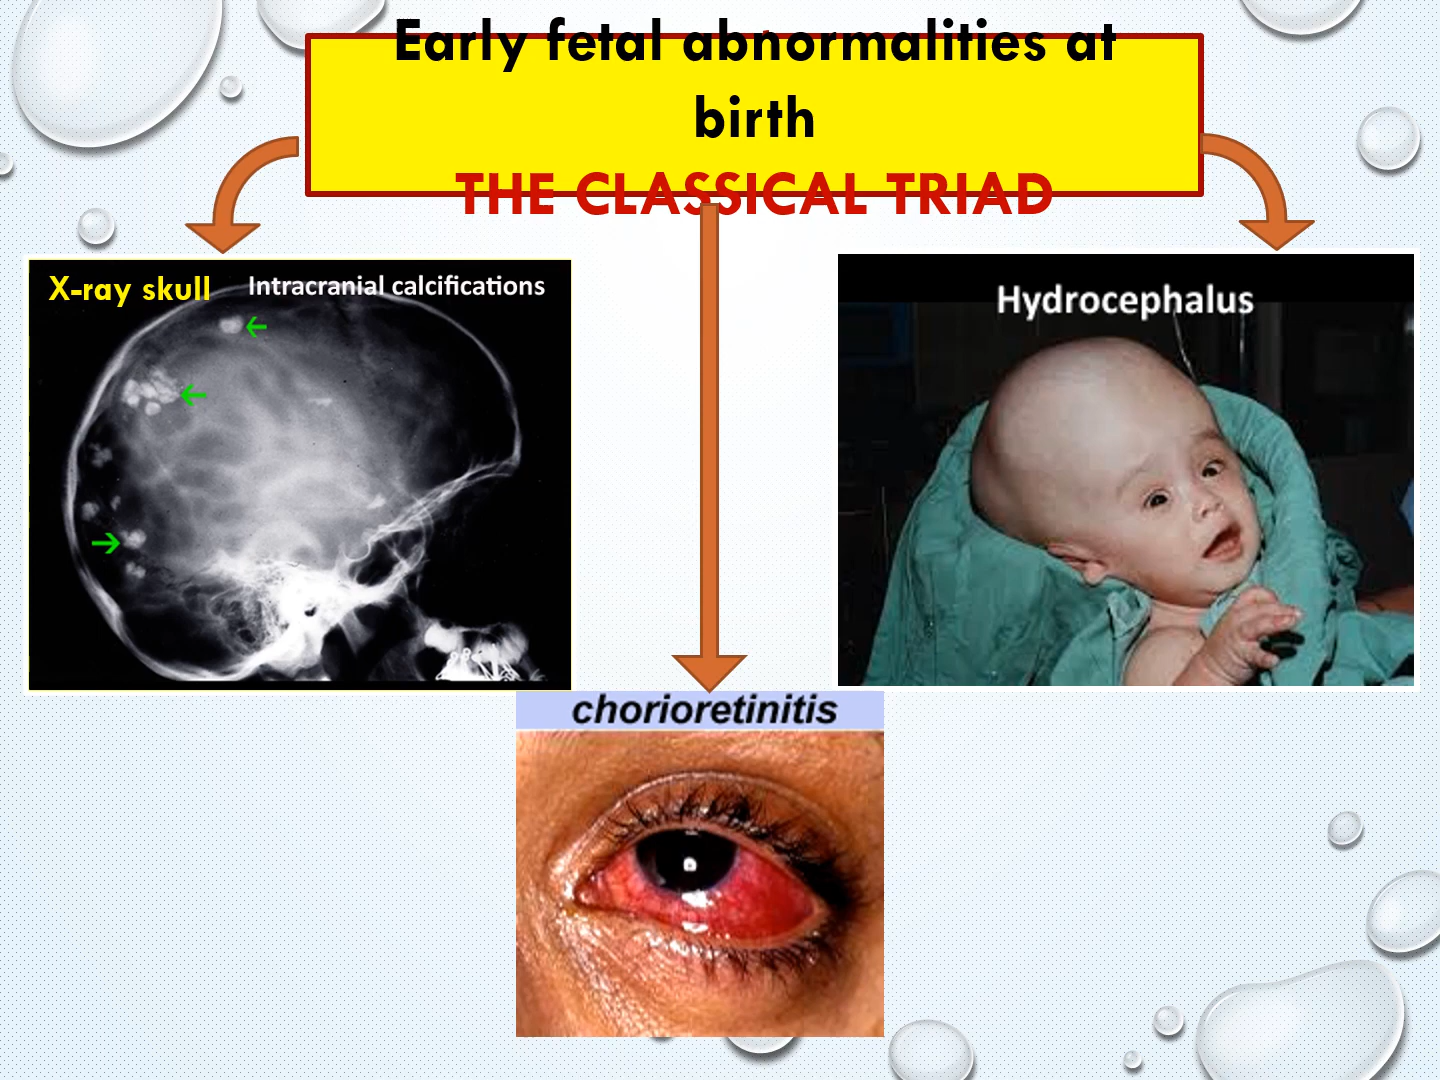 Early fetal abnormalities at
birth
THE CLASSICAL TRIAD
X-ray skull
Intracranial calcifications
Hydrocephalus
chorioretinitis